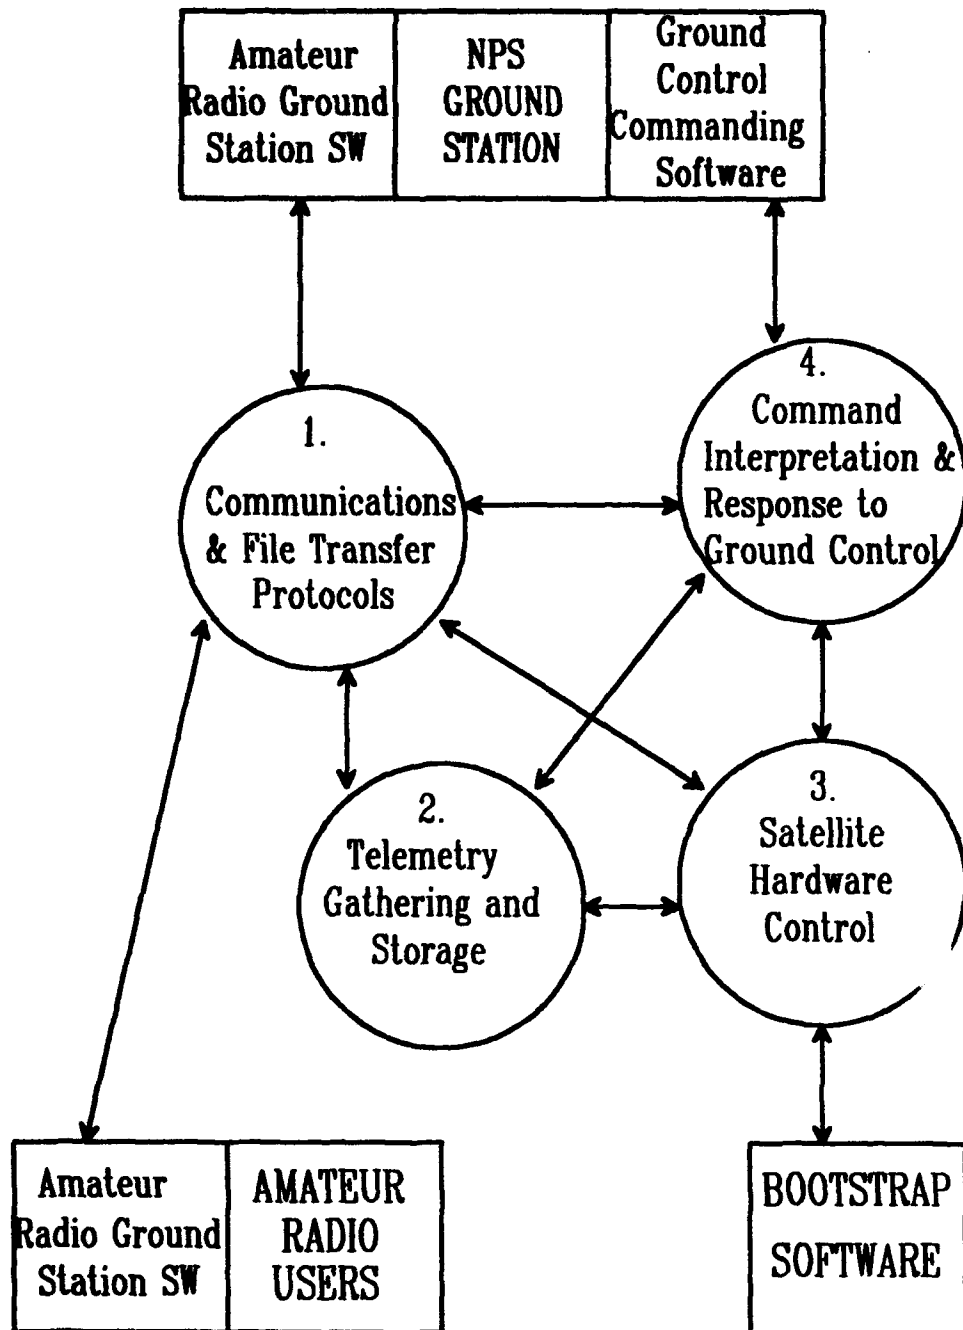 Amateur
Radio Ground
Station SW
NPS
GROUND
STATION
Ground
Control
Commanding
Software
1.
Communications
& File Transfer
Protocols
4.
Command
Interpretation &
Response to
Ground Control
2.
Telemetry
Gathering and
Storage
3.
Satellite
Hardware
Control
Amateur
Radio Ground
Station SW
AMATEUR
RADIO
USERS
BOOTSTRAP
SOFTWARE